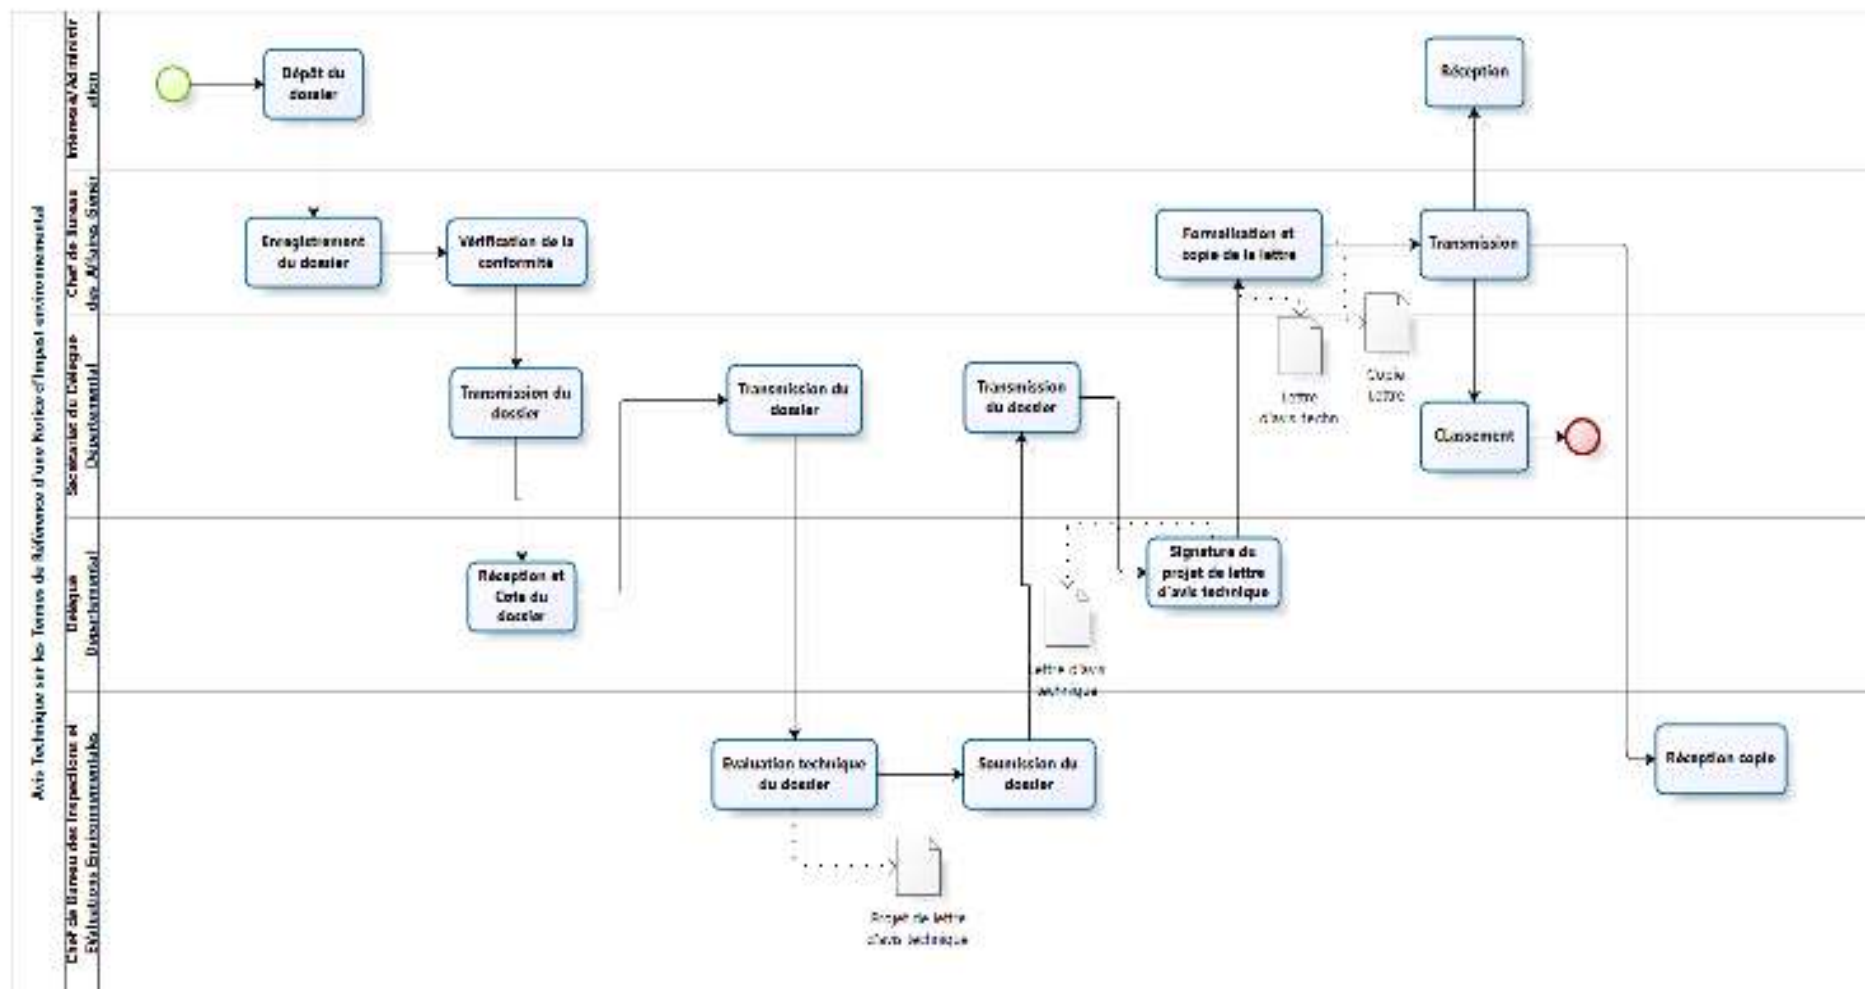 Avis Technique sur les Termes de Référence d'une Notice d'Impact environnemental
Intéressé/Administr
ation
Dépôt du
dossier
Réception
Chef de Bureau
des Affaires Génér
Enregistrement
du dossier
Vérification de la
conformité
Formalisation et
copie de la lettre
Transmission
Secrétariat du Délégué
Départemental
Transmission du
dossier
Transmission du
dossier
Transmission
du dossier
Lettre
d'avis techn
Copie
Lettre
CLassement
Délégué
Départemental
Réception et
Cote du
dossier
Signature du
projet de lettre
d'avis technique
Lettre d'avis
technique
Chef de Bureau des Inspections et
EValuations Environnementales
Evaluation technique
du dossier
Soumission du
dossier
Réception copie
Projet de lettre
d'avis technique